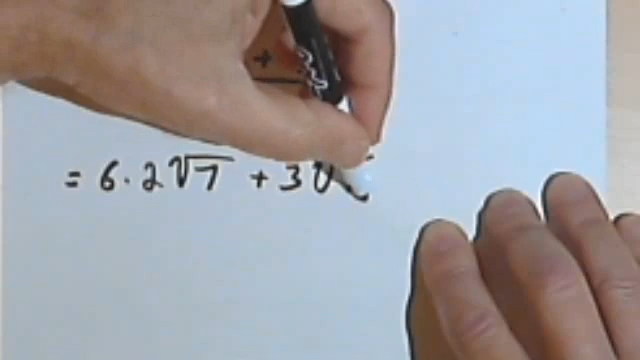 +
= 6.2√7 + 3√